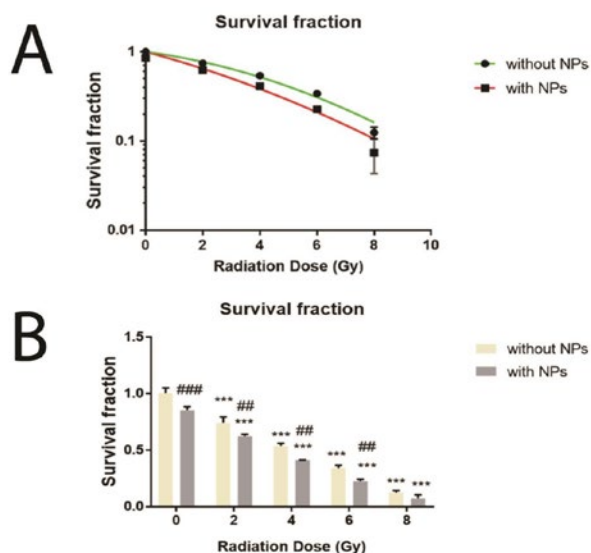 A
Survival fraction
Survival fraction
1
0.1
0.01
0 2 4 6 8 10
Radiation Dose (Gy)
without NPs
with NPs
B
Survival fraction
Survival fraction
1.5
1.0
0.5
0.0
###
*** ##
***
*** ##
***
*** ##
***
*** ***
0 2 4 6 8
Radiation Dose (Gy)
without NPs
with NPs